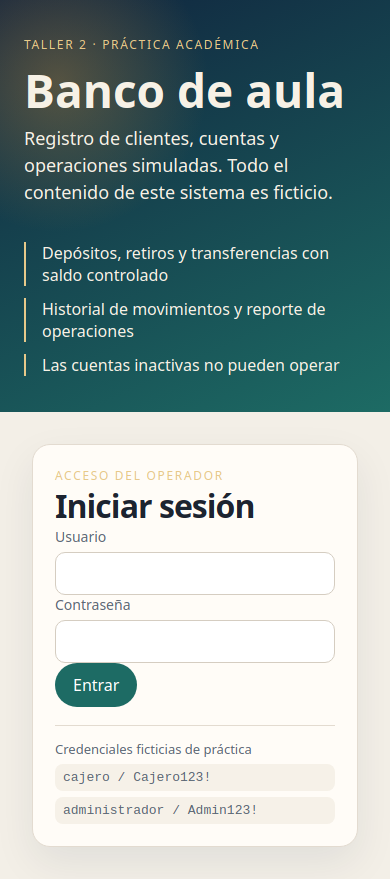 TALLER 2 · PRÁCTICA ACADÉMICA
Banco de aula
Registro de clientes, cuentas y
operaciones simuladas. Todo el
contenido de este sistema es ficticio.
Depósitos, retiros y transferencias con
saldo controlado
Historial de movimientos y reporte de
operaciones
Las cuentas inactivas no pueden operar
ACCESO DEL OPERADOR
Iniciar sesión
Usuario
Contraseña
Entrar
Credenciales ficticias de práctica
cajero / Cajero123!
administrador / Admin123!